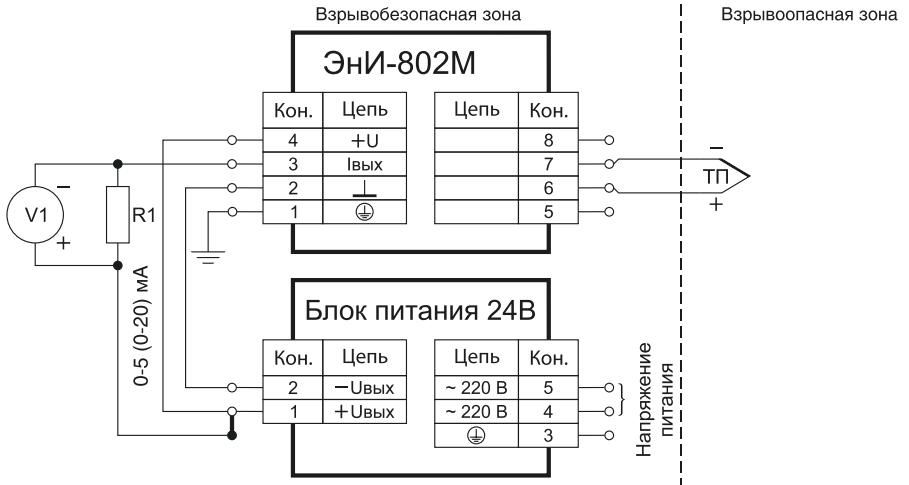 Взрывобезопасная зона
Взрывоопасная зона
ЭнИ-802М
Кон. Цепь
4 +U
3 Iвых
2
1
Цепь Кон.
8
7
6
5
V1
−
+
R1
0-5 (0-20) мА
−
ТП
+
Блок питания 24В
Кон. Цепь
2 −Uвых
1 +Uвых
Цепь Кон.
~ 220 В 5
~ 220 В 4
3
Напряжение
питания